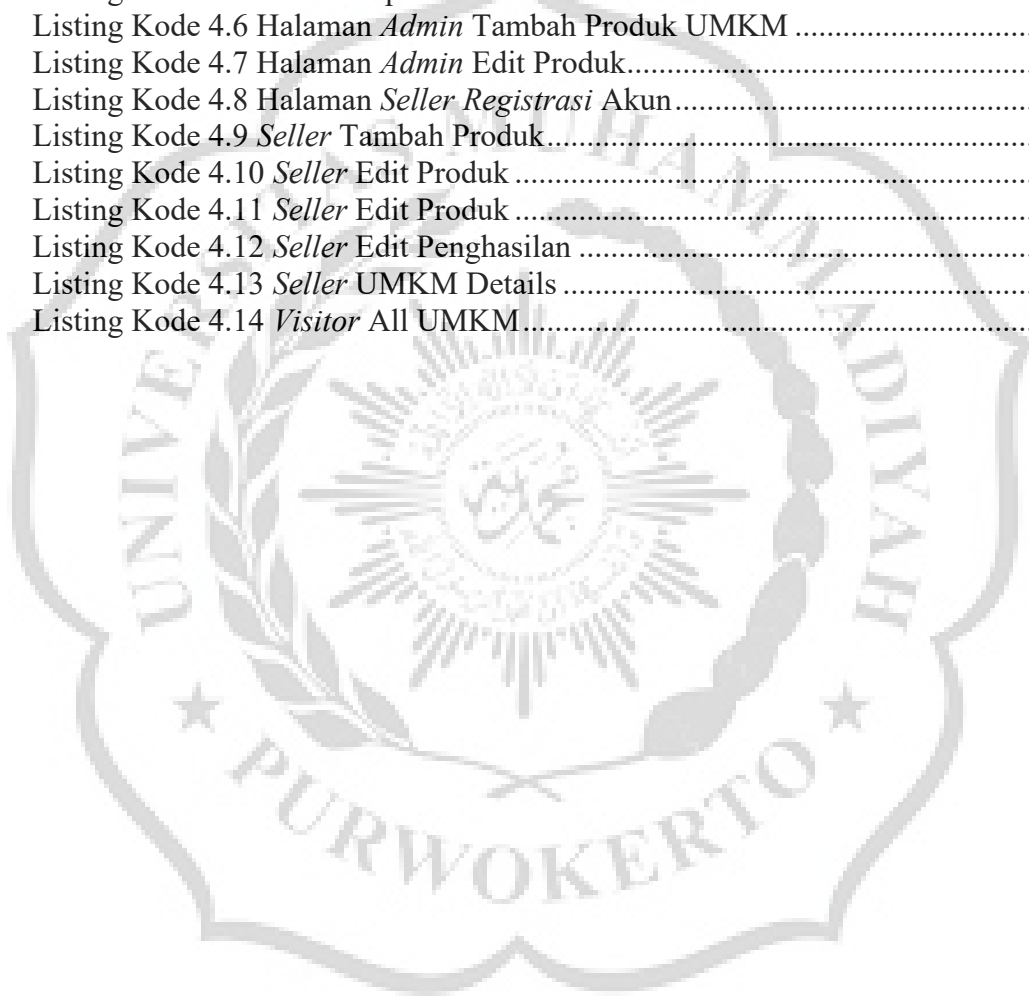 Listing Kode 4.6 Halaman Admin Tambah Produk UMKM ..............................
Listing Kode 4.7 Halaman Admin Edit Produk..................................................
Listing Kode 4.8 Halaman Seller Registrasi Akun............................................
Listing Kode 4.9 Seller Tambah Produk............................................................
Listing Kode 4.10 Seller Edit Produk ................................................................
Listing Kode 4.11 Seller Edit Produk ................................................................
Listing Kode 4.12 Seller Edit Penghasilan ........................................................
Listing Kode 4.13 Seller UMKM Details ..........................................................
Listing Kode 4.14 Visitor All UMKM...............................................................
UNIVERSITAS MUHAMMADIYAH
PURWOKERTO